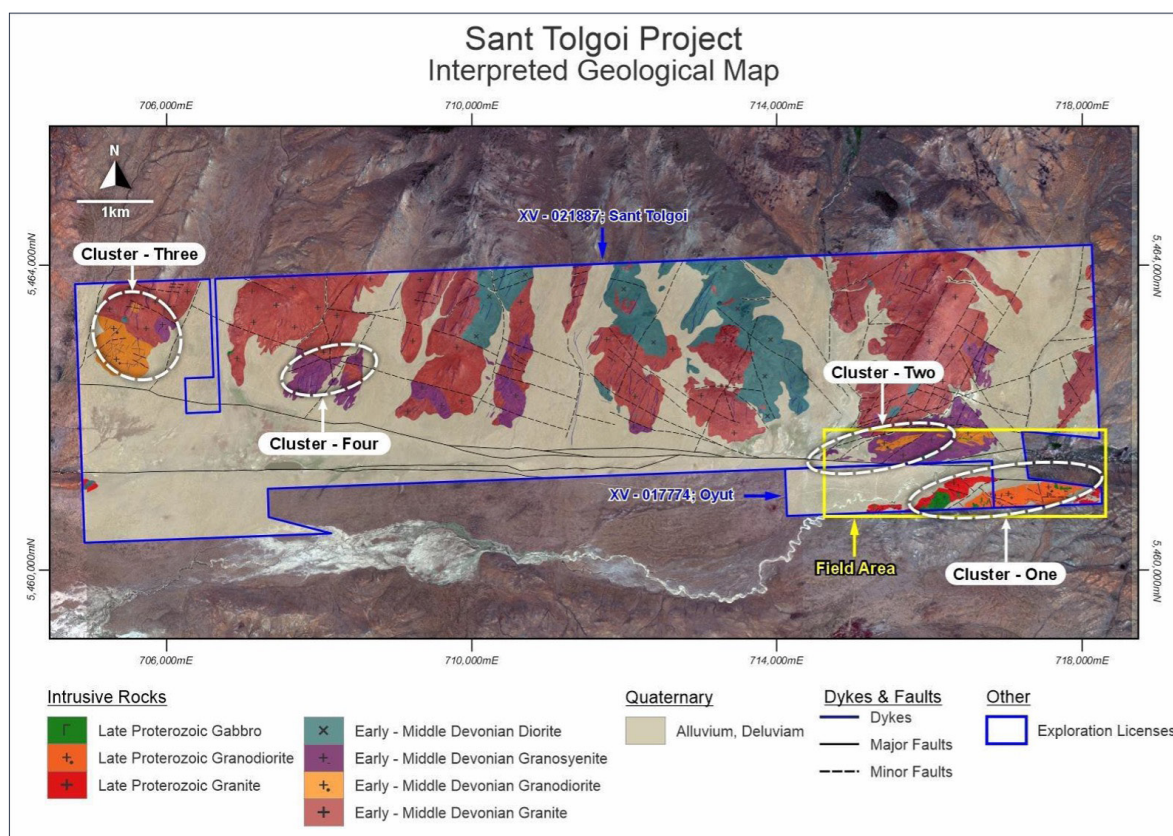 Sant Tolgoi Project
Interpreted Geological Map
706,000mE
710,000mE
714,000mE
718,000mE
N
1km
XV - 021887; Sant Tolgoi
Cluster - Three
5,464,000mN
5,464,000mN
Cluster - Two
Cluster - Four
XV - 017774; Oyut
Field Area
Cluster - One
5,460,000mN
5,460,000mN
706,000mE
710,000mE
714,000mE
718,000mE
Intrusive Rocks
Late Proterozoic Gabbro
Late Proterozoic Granodiorite
Late Proterozoic Granite
Early - Middle Devonian Diorite
Early - Middle Devonian Granosyenite
Early - Middle Devonian Granodiorite
Early - Middle Devonian Granite
Quaternary
Alluvium, Deluviam
Dykes & Faults
Dykes
Major Faults
Minor Faults
Other
Exploration Licenses